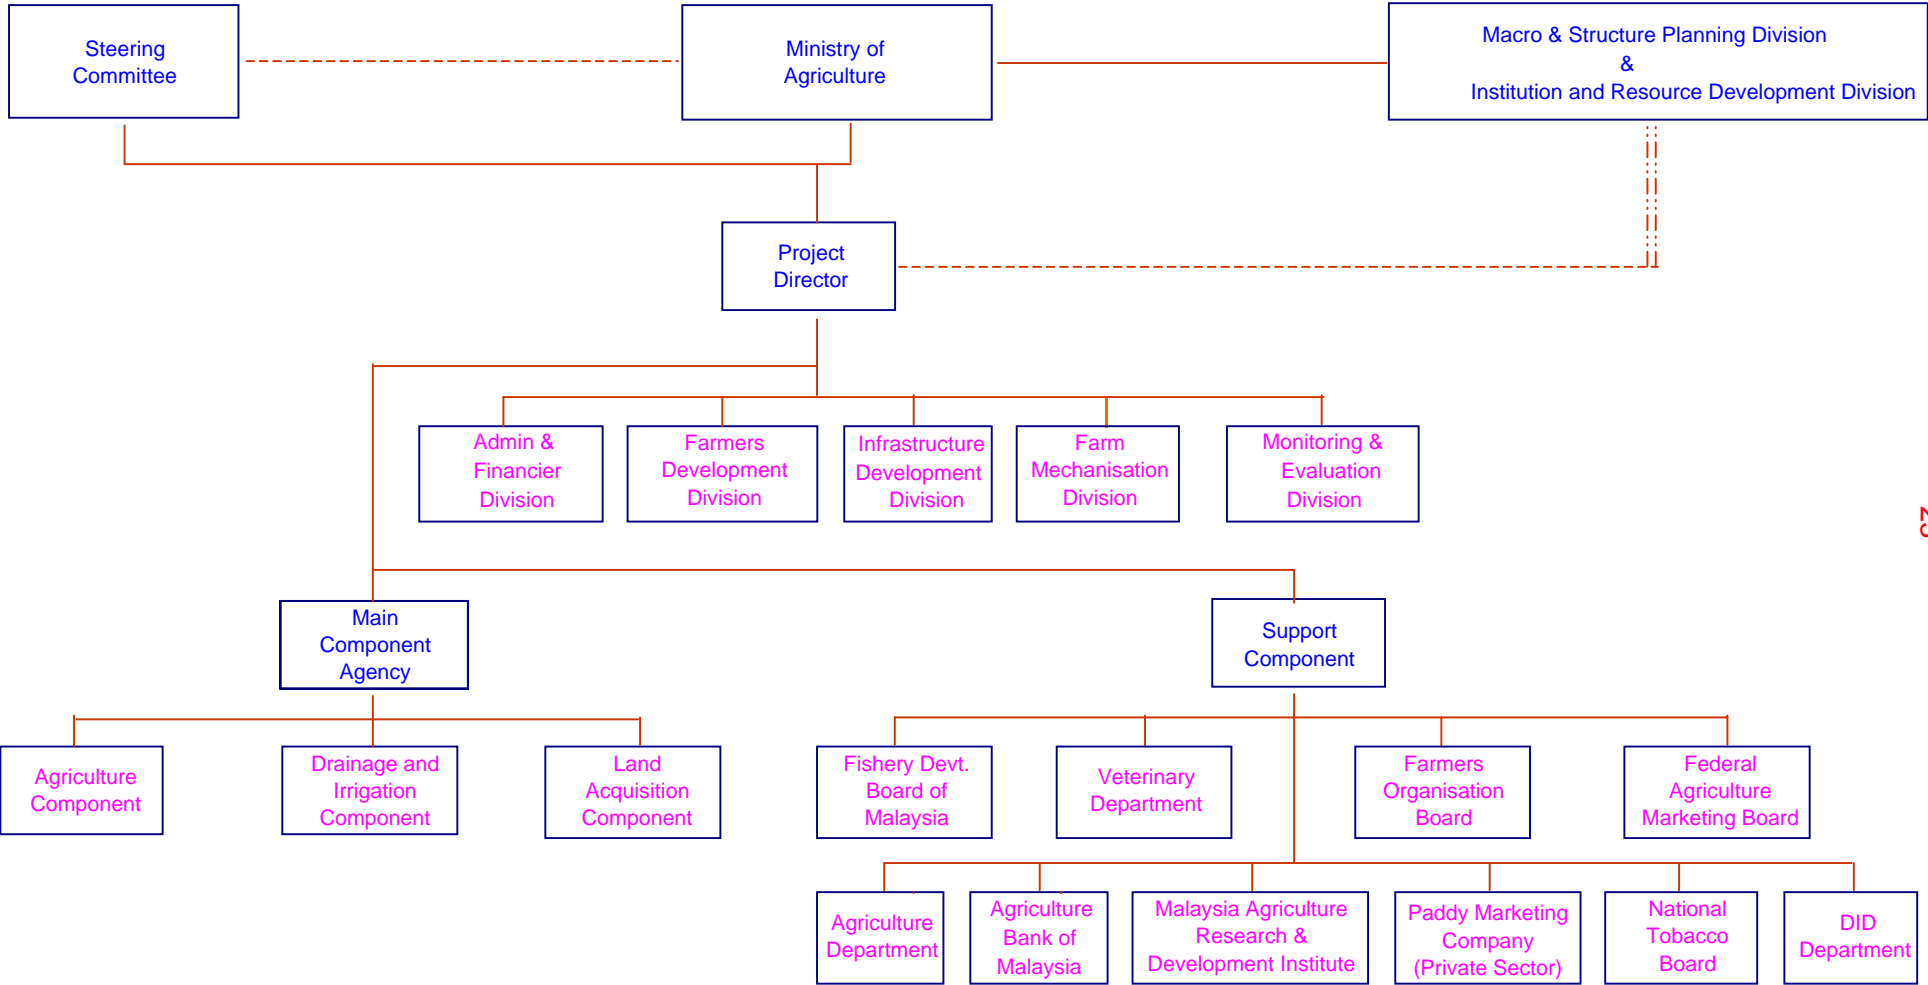 Steering
Committee
Ministry of
Agriculture
Macro & Structure Planning Division
&
Institution and Resource Development Division
Project
Director
Admin &
Financier
Division
Farmers
Development
Division
Infrastructure
Development
Division
Farm
Mechanisation
Division
Monitoring &
Evaluation
Division
Main
Component
Agency
Support
Component
Agriculture
Component
Drainage and
Irrigation
Component
Land
Acquisition
Component
Fishery Devt.
Board of
Malaysia
Veterinary
Department
Farmers
Organisation
Board
Federal
Agriculture
Marketing Board
Agriculture
Department
Agriculture
Bank of
Malaysia
Malaysia Agriculture
Research &
Development Institute
Paddy Marketing
Company
(Private Sector)
National
Tobacco
Board
DID
Department